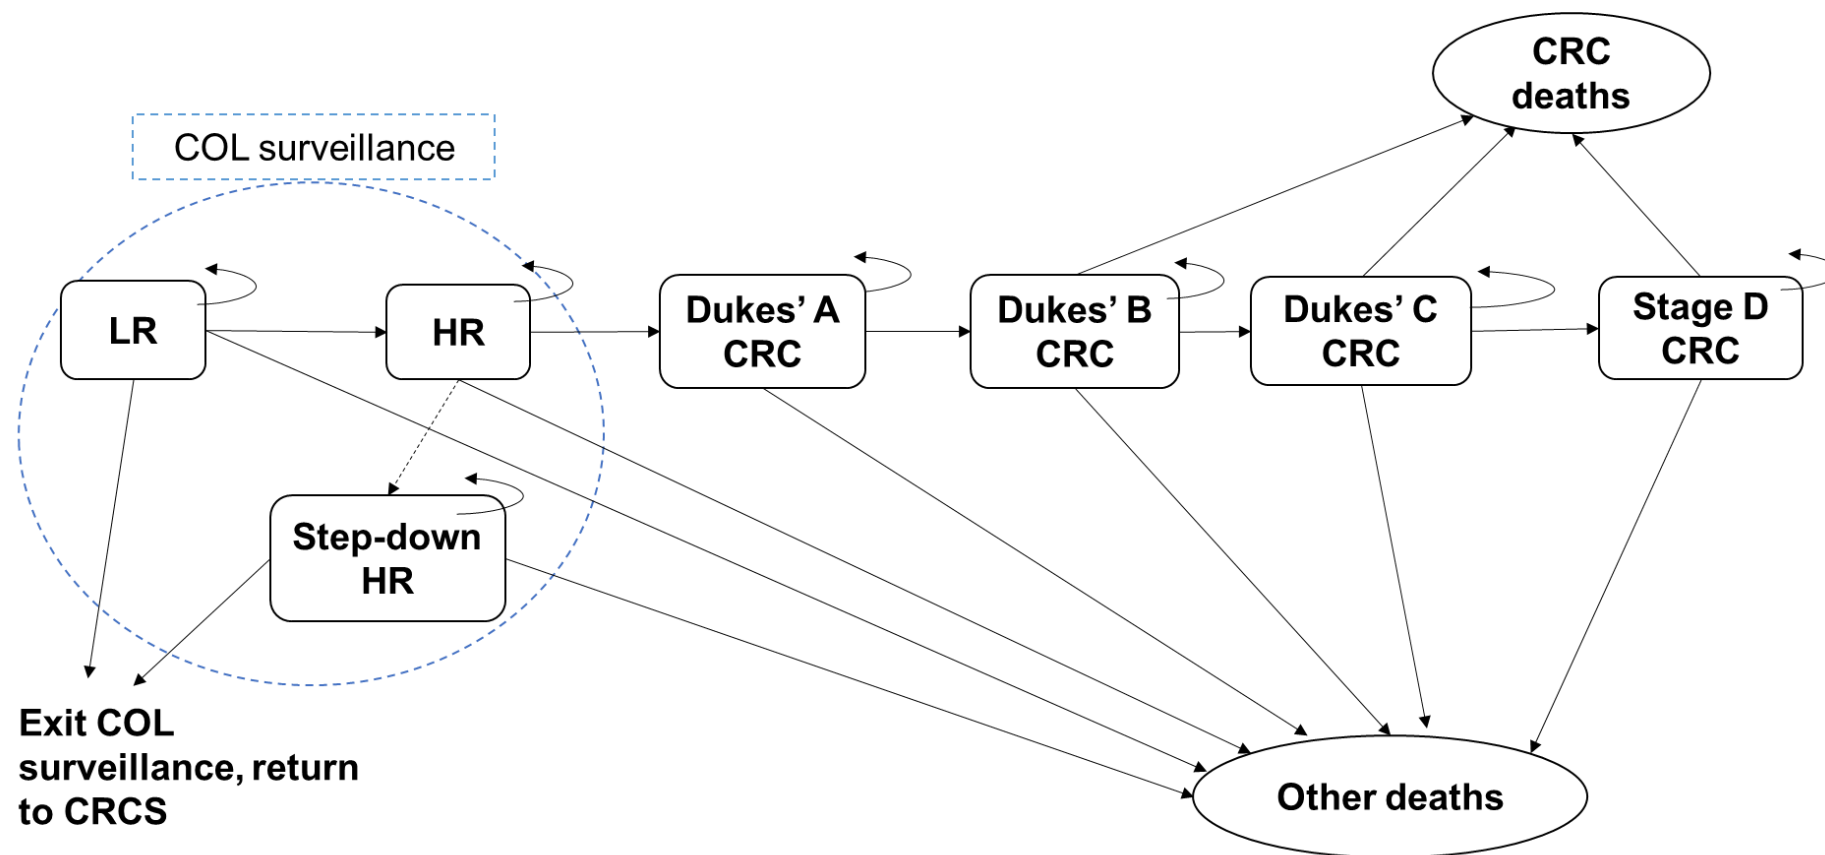 CRC
deaths
COL surveillance
LR
HR
Dukes’ A
CRC
Dukes’ B
CRC
Dukes’ C
CRC
Stage D
CRC
Step-down
HR
Exit COL
surveillance, return
to CRCS
Other deaths